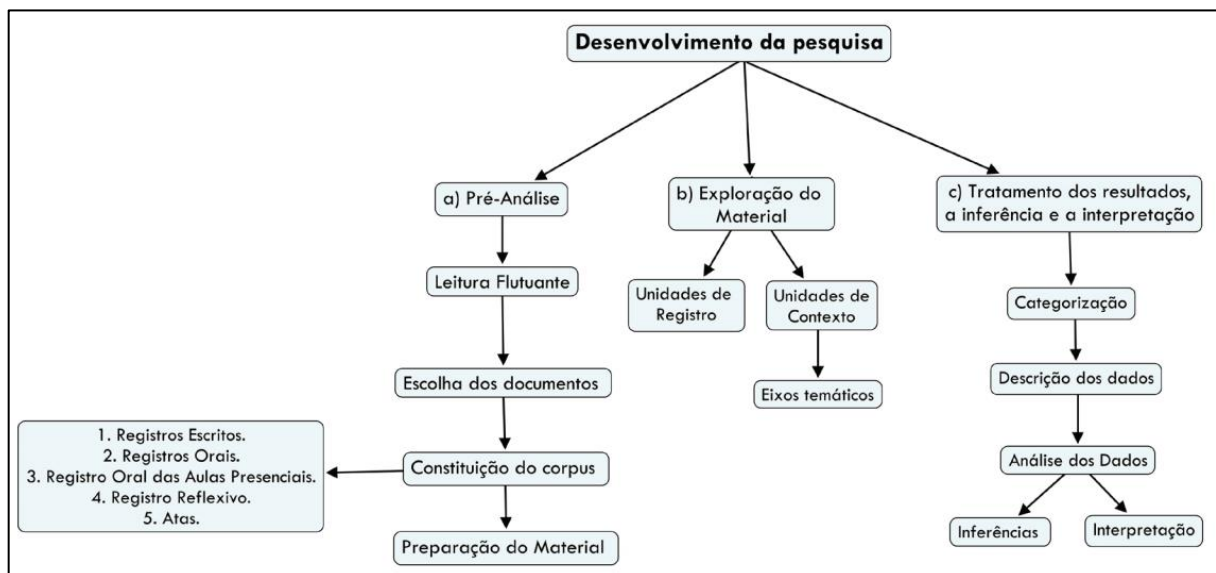 Desenvolvimento da pesquisa
a) Pré-Análise
Leitura Flutuante
Escolha dos documentos
Constituição do corpus
1. Registros Escritos.
2. Registros Orais.
3. Registro Oral das Aulas Presenciais.
4. Registro Reflexivo.
5. Atas.
Preparação do Material
b) Exploração do
Material
Unidades de
Registro
Unidades de
Contexto
Eixos temáticos
c) Tratamento dos resultados,
a inferência e a interpretação
Categorização
Descrição dos dados
Análise dos Dados
Inferências
Interpretação